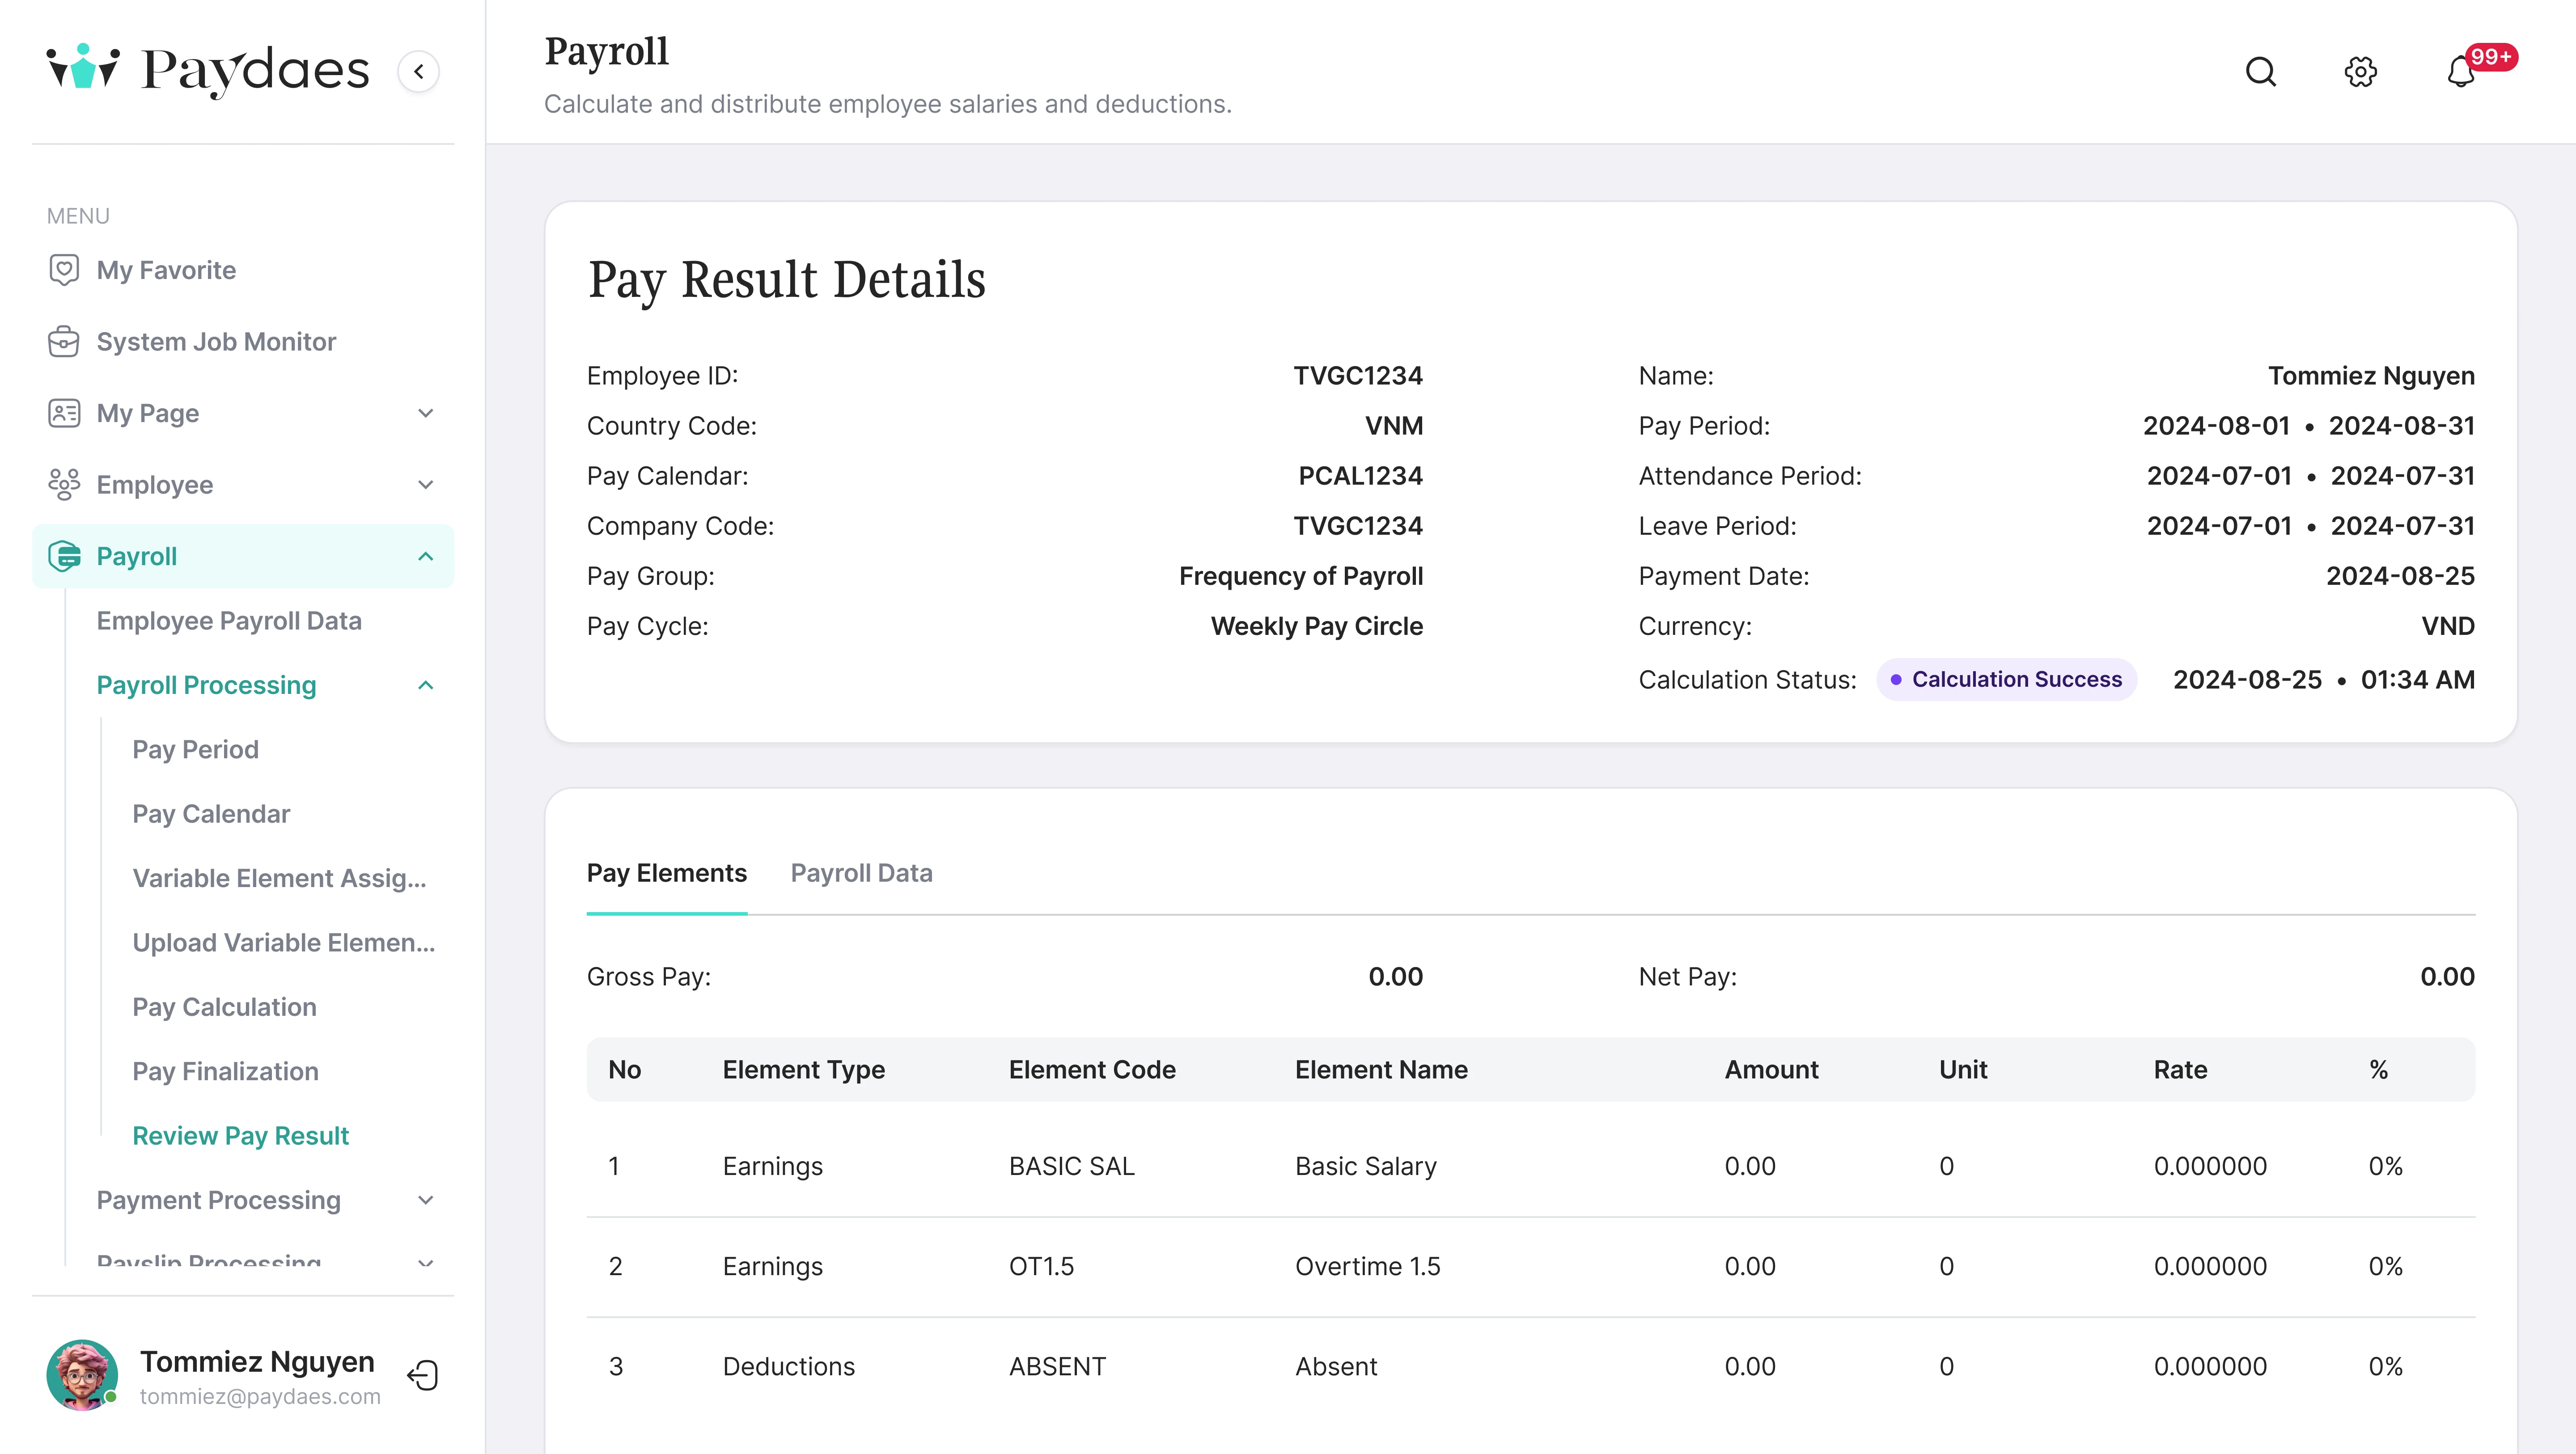 Paydaes
MENU
My Favorite
System Job Monitor
My Page
Employee
Payroll
Employee Payroll Data
Payroll Processing
Pay Period
Pay Calendar
Variable Element Assig...
Upload Variable Elemen...
Pay Calculation
Pay Finalization
Review Pay Result
Payment Processing
Payslip Processing
Tommiez Nguyen
tommiez@paydaes.com
Payroll
Calculate and distribute employee salaries and deductions.
99+
Pay Result Details
Employee ID: TVGC1234
Country Code: VNM
Pay Calendar: PCAL1234
Company Code: TVGC1234
Pay Group: Frequency of Payroll
Pay Cycle: Weekly Pay Circle
Name: Tommiez Nguyen
Pay Period: 2024-08-01 • 2024-08-31
Attendance Period: 2024-07-01 • 2024-07-31
Leave Period: 2024-07-01 • 2024-07-31
Payment Date: 2024-08-25
Currency: VND
Calculation Status: • Calculation Success 2024-08-25 • 01:34 AM
Pay Elements Payroll Data
Gross Pay: 0.00 Net Pay: 0.00
No Element Type Element Code Element Name Amount Unit Rate %
1 Earnings BASIC SAL Basic Salary 0.00 0 0.000000 0%
2 Earnings OT1.5 Overtime 1.5 0.00 0 0.000000 0%
3 Deductions ABSENT Absent 0.00 0 0.000000 0%